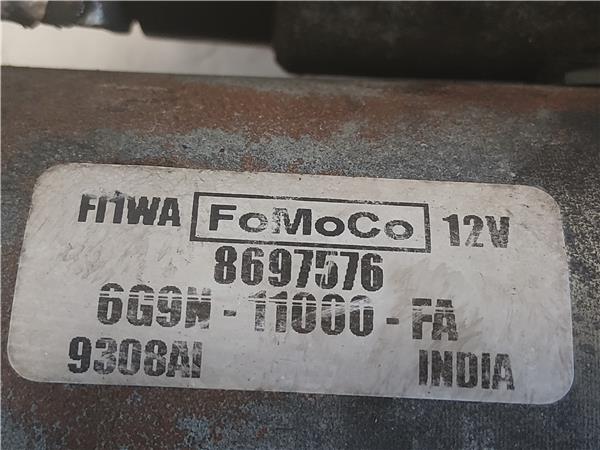 FI1WA FoMoCo 12V
8697576
6G9N-11000-FA
9308AI INDIA